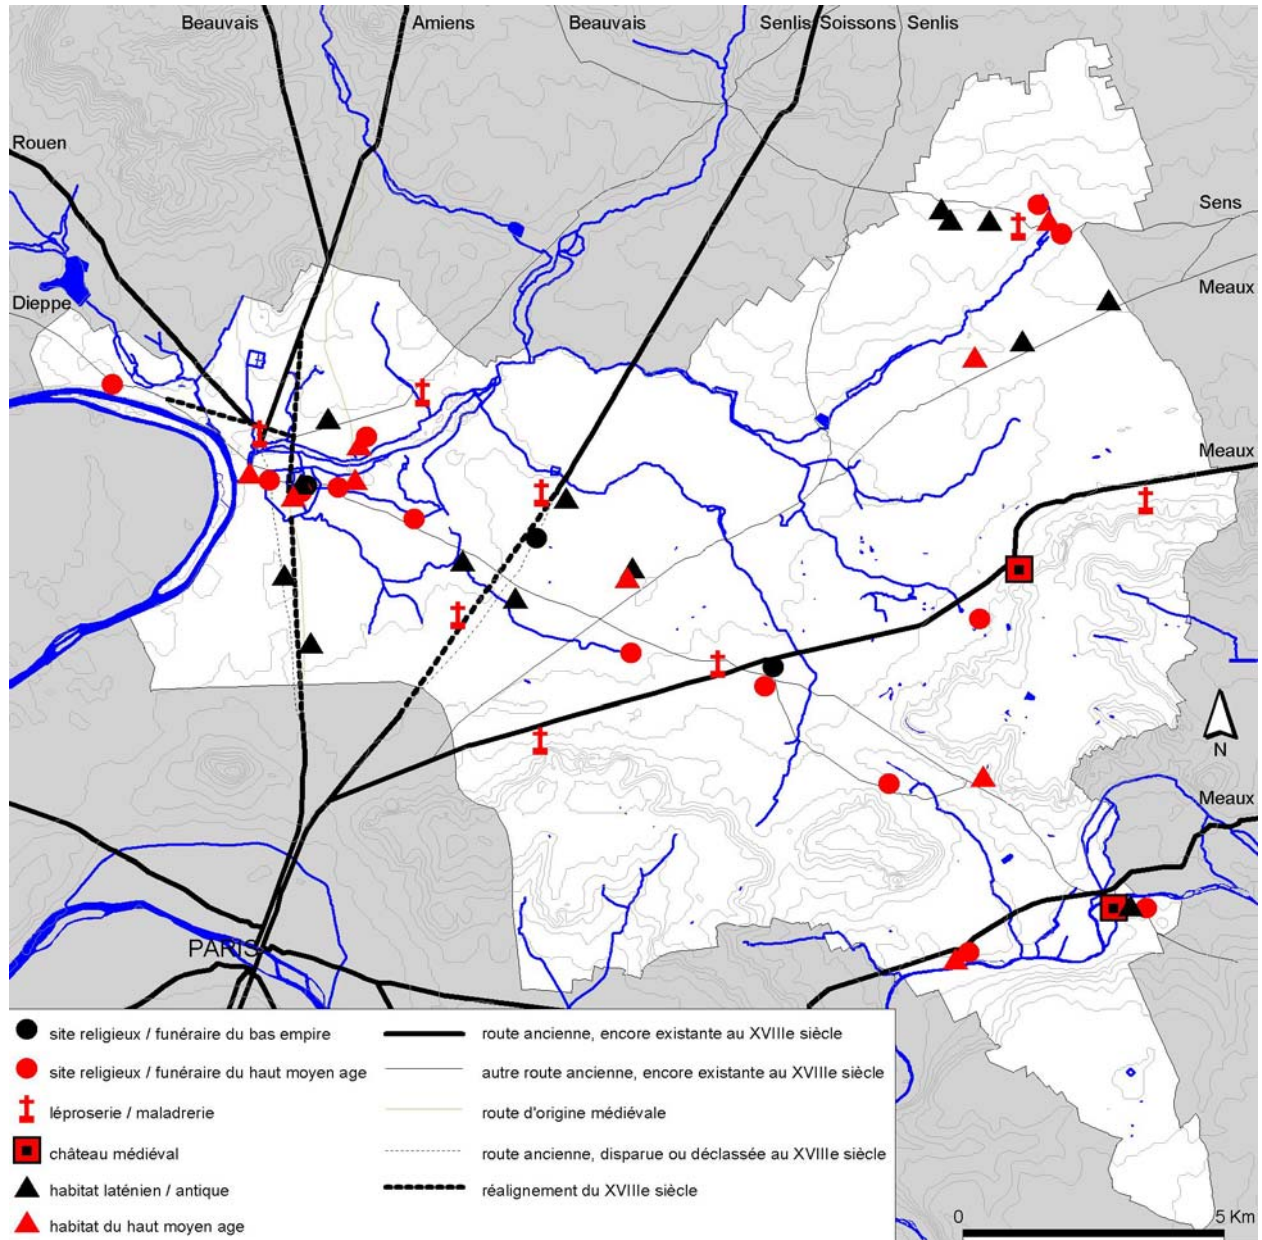 Beauvais Amiens Beauvais Senlis Soissons Senlis
Rouen
Sens
Meaux
Dieppe
Meaux
N
Meaux
PARIS
site religieux / funéraire du bas empire
site religieux / funéraire du haut moyen age
léproserie / maladrerie
château médiéval
habitat laténien / antique
habitat du haut moyen age
route ancienne, encore existante au XVIIIe siècle
autre route ancienne, encore existante au XVIIIe siècle
route d'origine médiévale
route ancienne, disparue ou déclassée au XVIIIe siècle
réalignement du XVIIIe siècle
0 5 Km